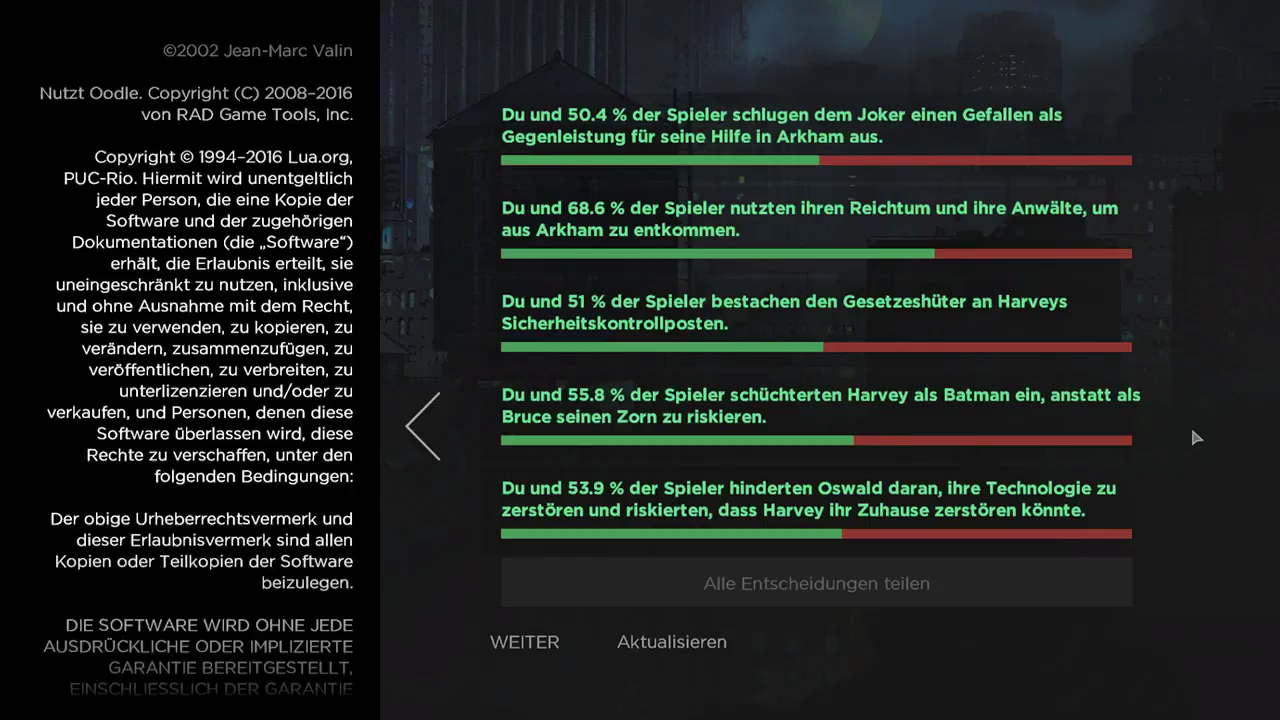 ©2002 Jean-Marc Valin
Nutzt Oodle. Copyright (C) 2008–2016
von RAD Game Tools, Inc.
Copyright © 1994–2016 Lua.org,
PUC-Rio. Hiermit wird unentgeltlich
jeder Person, die eine Kopie der
Software und der zugehörigen
Dokumentationen (die „Software“)
erhält, die Erlaubnis erteilt, sie
uneingeschränkt zu nutzen, inklusive
und ohne Ausnahme mit dem Recht,
sie zu verwenden, zu kopieren, zu
verändern, zusammenzufügen, zu
veröffentlichen, zu verbreiten, zu
unterlizenzieren und/oder zu
verkaufen, und Personen, denen diese
Software überlassen wird, diese
Rechte zu verschaffen, unter den
folgenden Bedingungen:
Der obige Urheberrechtsvermerk und
dieser Erlaubnisvermerk sind allen
Kopien oder Teilkopien der Software
beizulegen.
DIE SOFTWARE WIRD OHNE JEDE
AUSDRÜCKLICHE ODER IMPLIZIERTE
GARANTIE BEREITGESTELLT,
EINSCHLIESSLICH DER GARANTIE
Du und 50.4 % der Spieler schlugen dem Joker einen Gefallen als
Gegenleistung für seine Hilfe in Arkham aus.
Du und 68.6 % der Spieler nutzten ihren Reichtum und ihre Anwälte, um
aus Arkham zu entkommen.
Du und 51 % der Spieler bestachen den Gesetzeshüter an Harveys
Sicherheitskontrollposten.
Du und 55.8 % der Spieler schüchterten Harvey als Batman ein, anstatt als
Bruce seinen Zorn zu riskieren.
Du und 53.9 % der Spieler hinderten Oswald daran, ihre Technologie zu
zerstören und riskierten, dass Harvey ihr Zuhause zerstören könnte.
Alle Entscheidungen teilen
WEITER
Aktualisieren